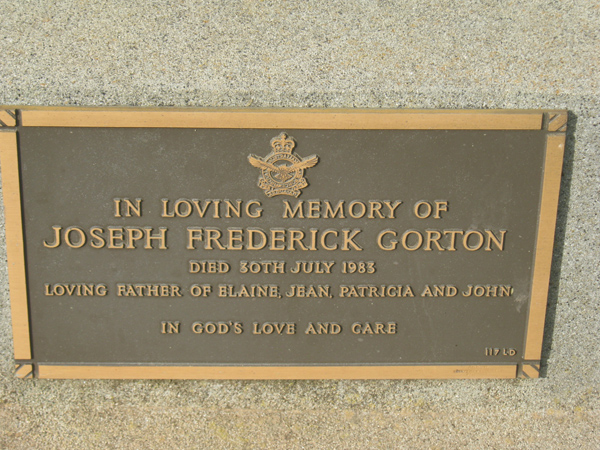 IN LOVING MEMORY OF
JOSEPH FREDERICK GORTON
DIED 30TH JULY 1983
LOVING FATHER OF ELAINE, JEAN, PATRICIA AND JOHN
IN GOD'S LOVE AND CARE
117 L-D